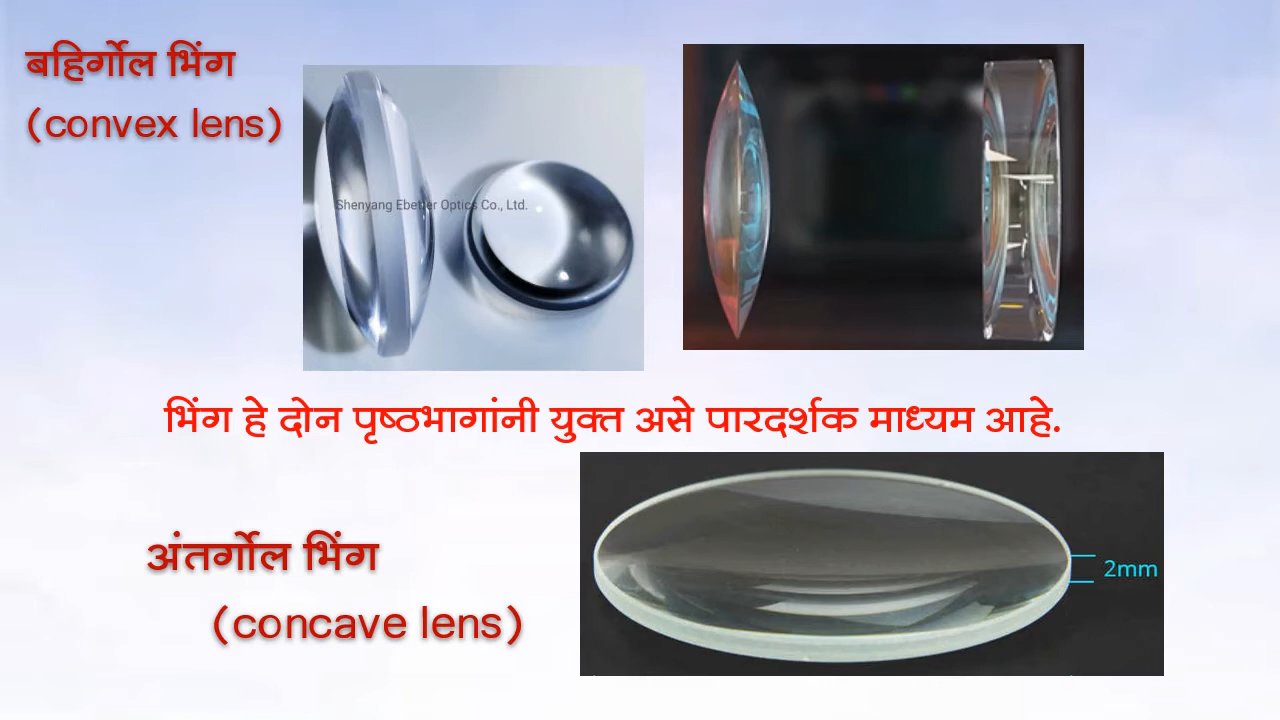 बहिर्गोल भिंग
(convex lens)
Shenyang Ebetter Optics Co., Ltd.
भिंग हे दोन पृष्ठभागांनी युक्त असे पारदर्शक माध्यम आहे.
अंतर्गोल भिंग
2mm
(concave lens)